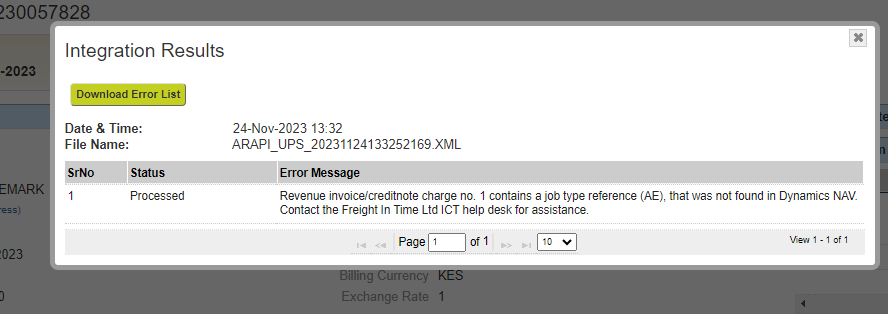 230057828
Integration Results
-2023
Download Error List
Date & Time: 24-Nov-2023 13:32
File Name: ARAPI_UPS_20231124133252169.XML
SrNo Status Error Message
1 Processed Revenue invoice/creditnote charge no. 1 contains a job type reference (AE), that was not found in Dynamics NAV.
Contact the Freight In Time Ltd ICT help desk for assistance.
EMARK
ress)
Page 1 of 1 10 View 1 - 1 of 1
2023
Billing Currency KES
0 Exchange Rate 1